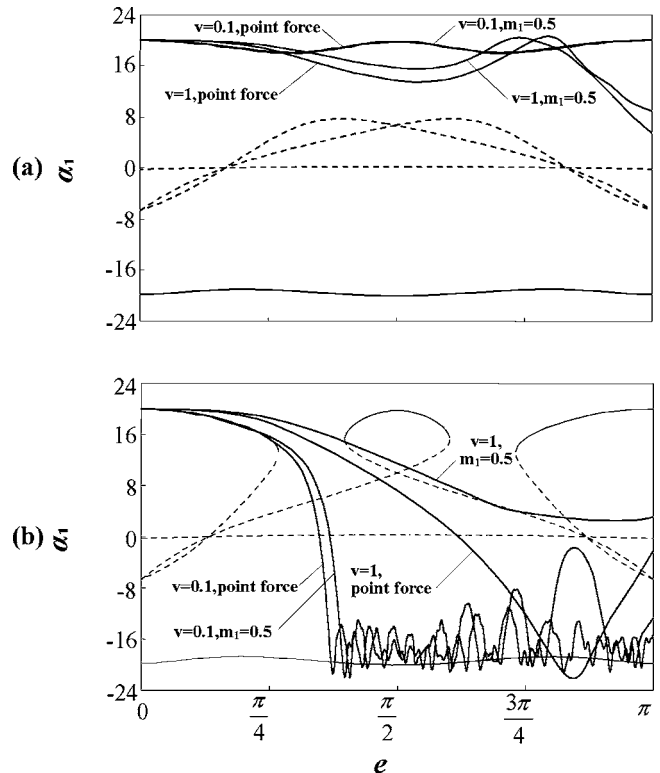 24
v=0.1,point force
v=0.1,m₁=0.5
16
v=1,point force
v=1,m₁=0.5
8
(a) α₁
0
-8
-16
-24
24
16
v=1,
m₁=0.5
8
(b) α₁
0
v=0.1,point force
v=1,
point force
-8
v=0.1,m₁=0.5
-16
-24
0
π/4
π/2
3π/4
π
e